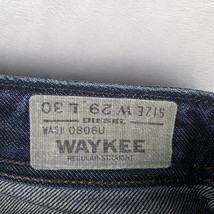 SIZE W 29 L 30
DIESEL
WASH 0806U
WAYKEE
REGULAR-STRAIGHT